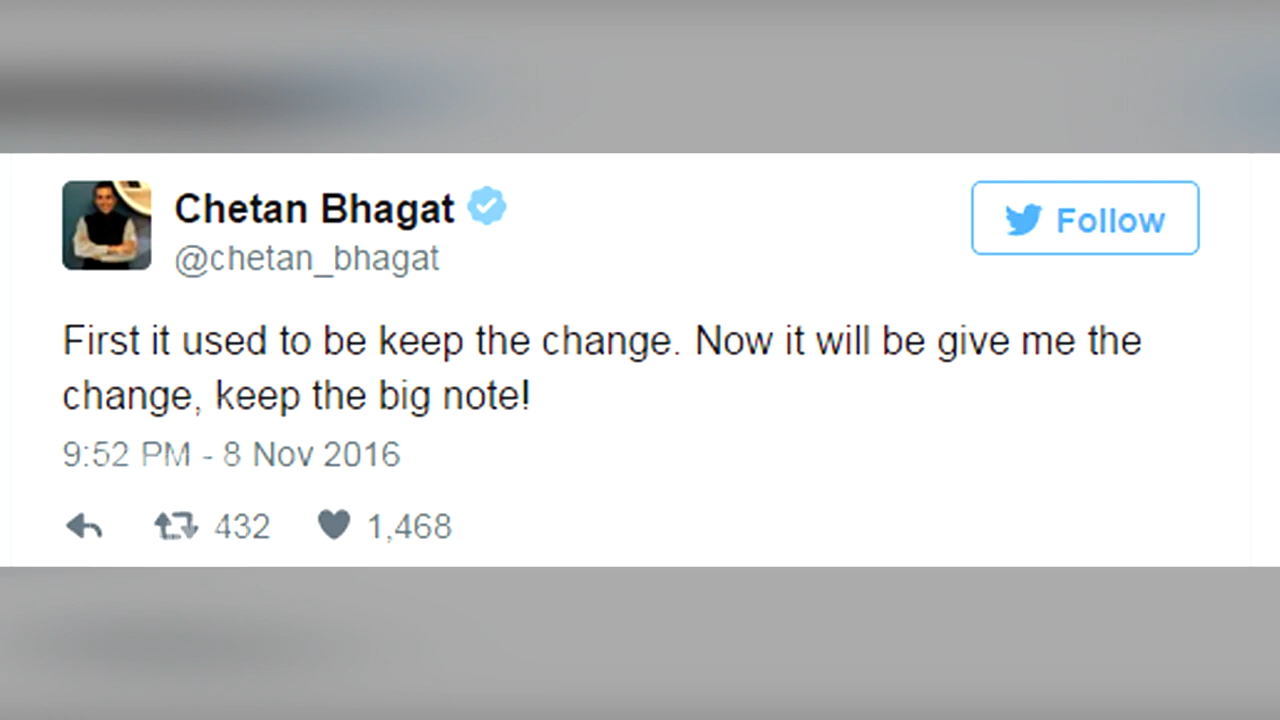 Chetan Bhagat
Follow
@chetan_bhagat
First it used to be keep the change. Now it will be give me the
change, keep the big note!
9:52 PM - 8 Nov 2016
432 1,468